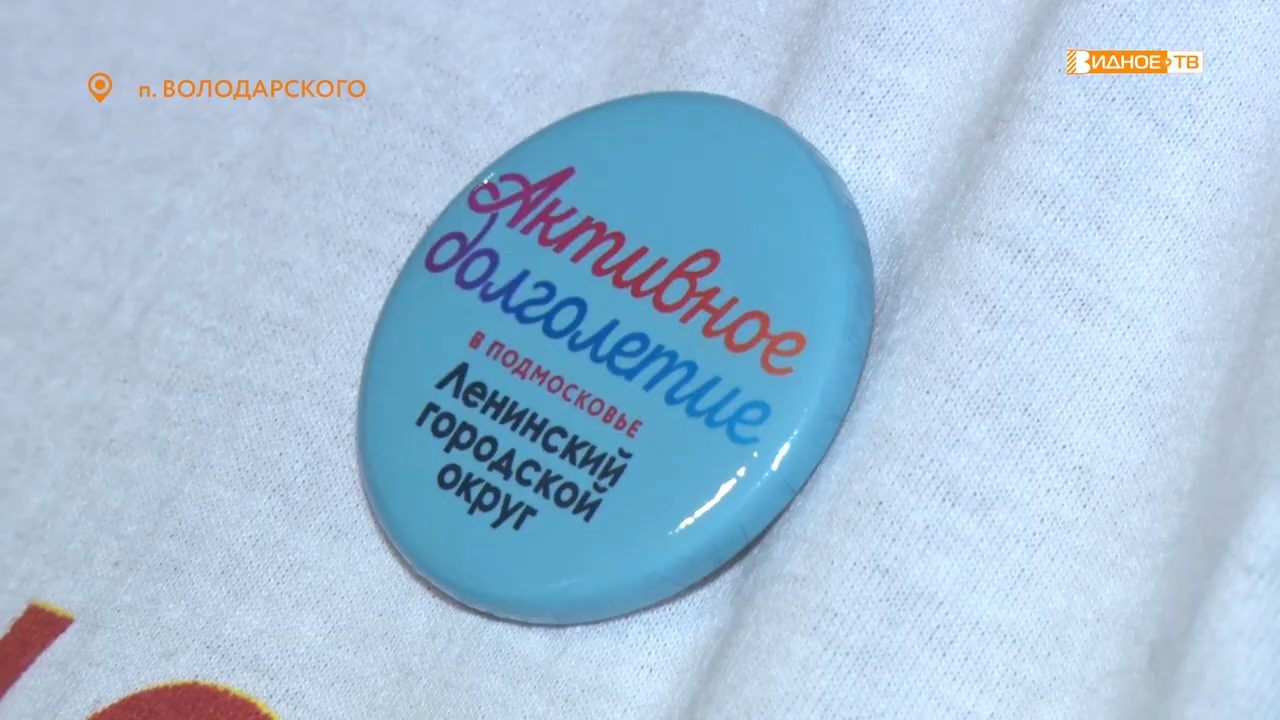 п. ВОЛОДАРСКОГО
ВИДНОЕ ТВ
Активное
долголетие
в подмосковье
Ленинский
городской
округ